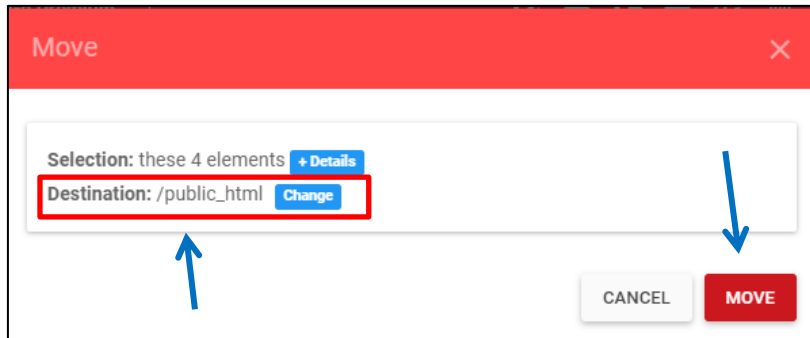 Move
Selection: these 4 elements + Details
Destination: /public_html Change
CANCEL MOVE